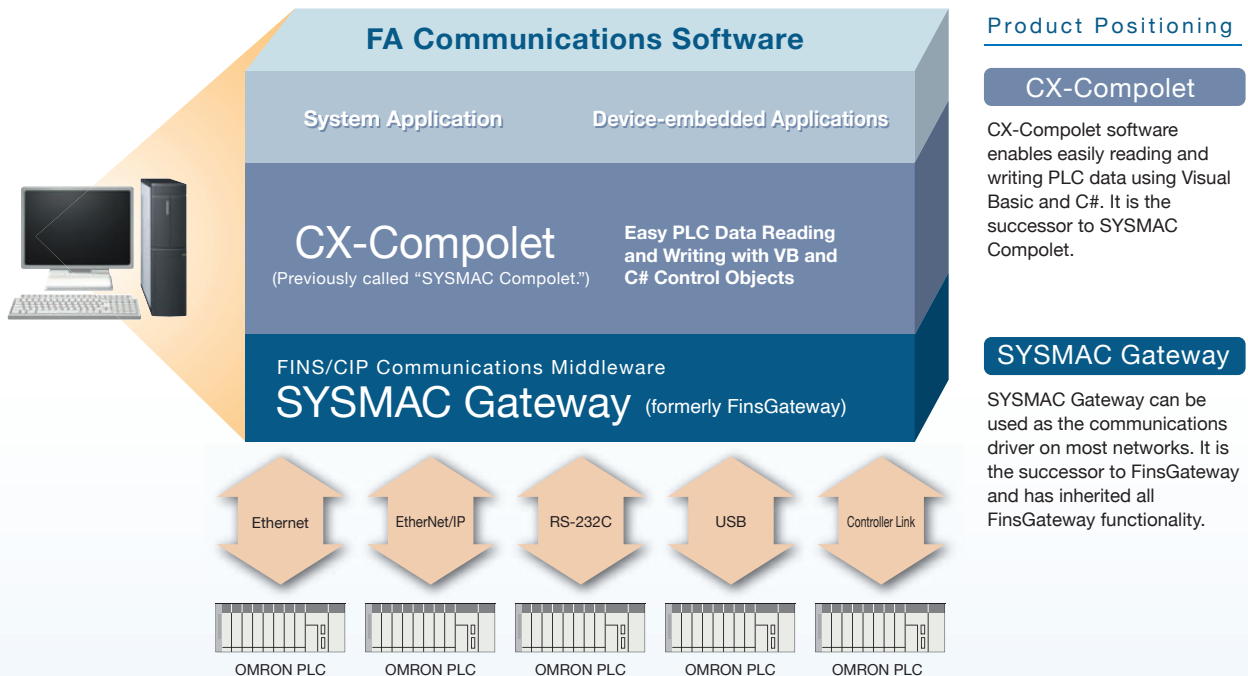 FA Communications Software
System Application
Device-embedded Applications
CX-Compolet
(Previously called “SYSMAC Compolet.”)
Easy PLC Data Reading
and Writing with VB and
C# Control Objects
FINS/CIP Communications Middleware
SYSMAC Gateway (formerly FinsGateway)
Ethernet
EtherNet/IP
RS-232C
USB
Controller Link
OMRON PLC
OMRON PLC
OMRON PLC
OMRON PLC
OMRON PLC
Product Positioning
CX-Compolet
CX-Compolet software
enables easily reading and
writing PLC data using Visual
Basic and C#. It is the
successor to SYSMAC
Compolet.
SYSMAC Gateway
SYSMAC Gateway can be
used as the communications
driver on most networks. It is
the successor to FinsGateway
and has inherited all
FinsGateway functionality.